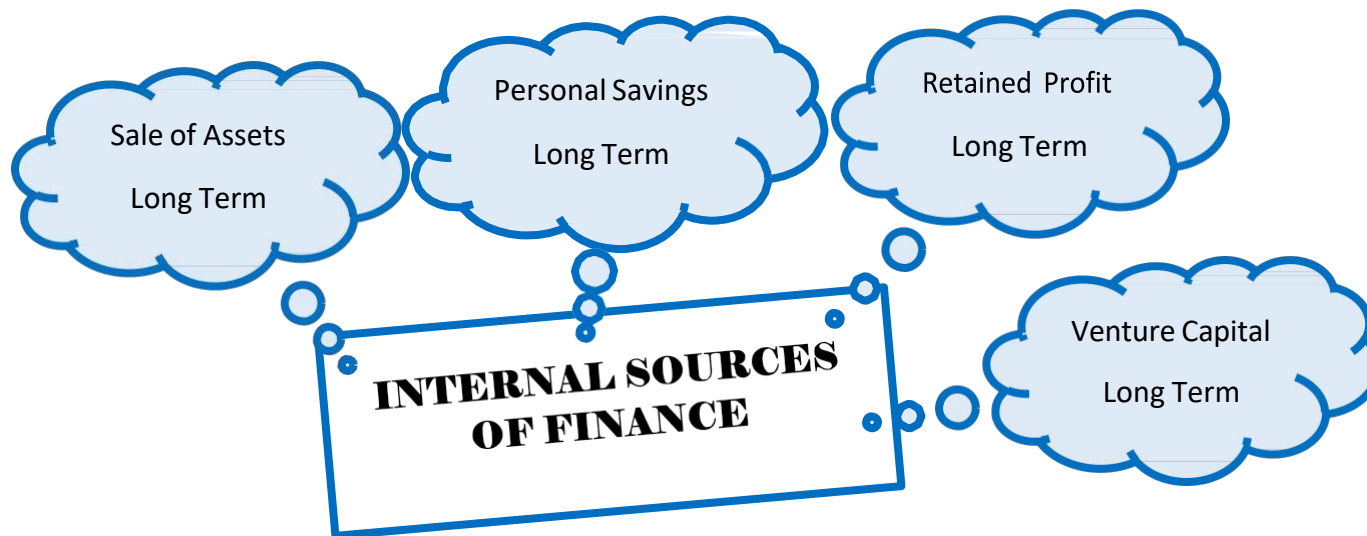 Sale of Assets
Long Term
Personal Savings
Long Term
Retained Profit
Long Term
Venture Capital
Long Term
INTERNAL SOURCES
OF FINANCE